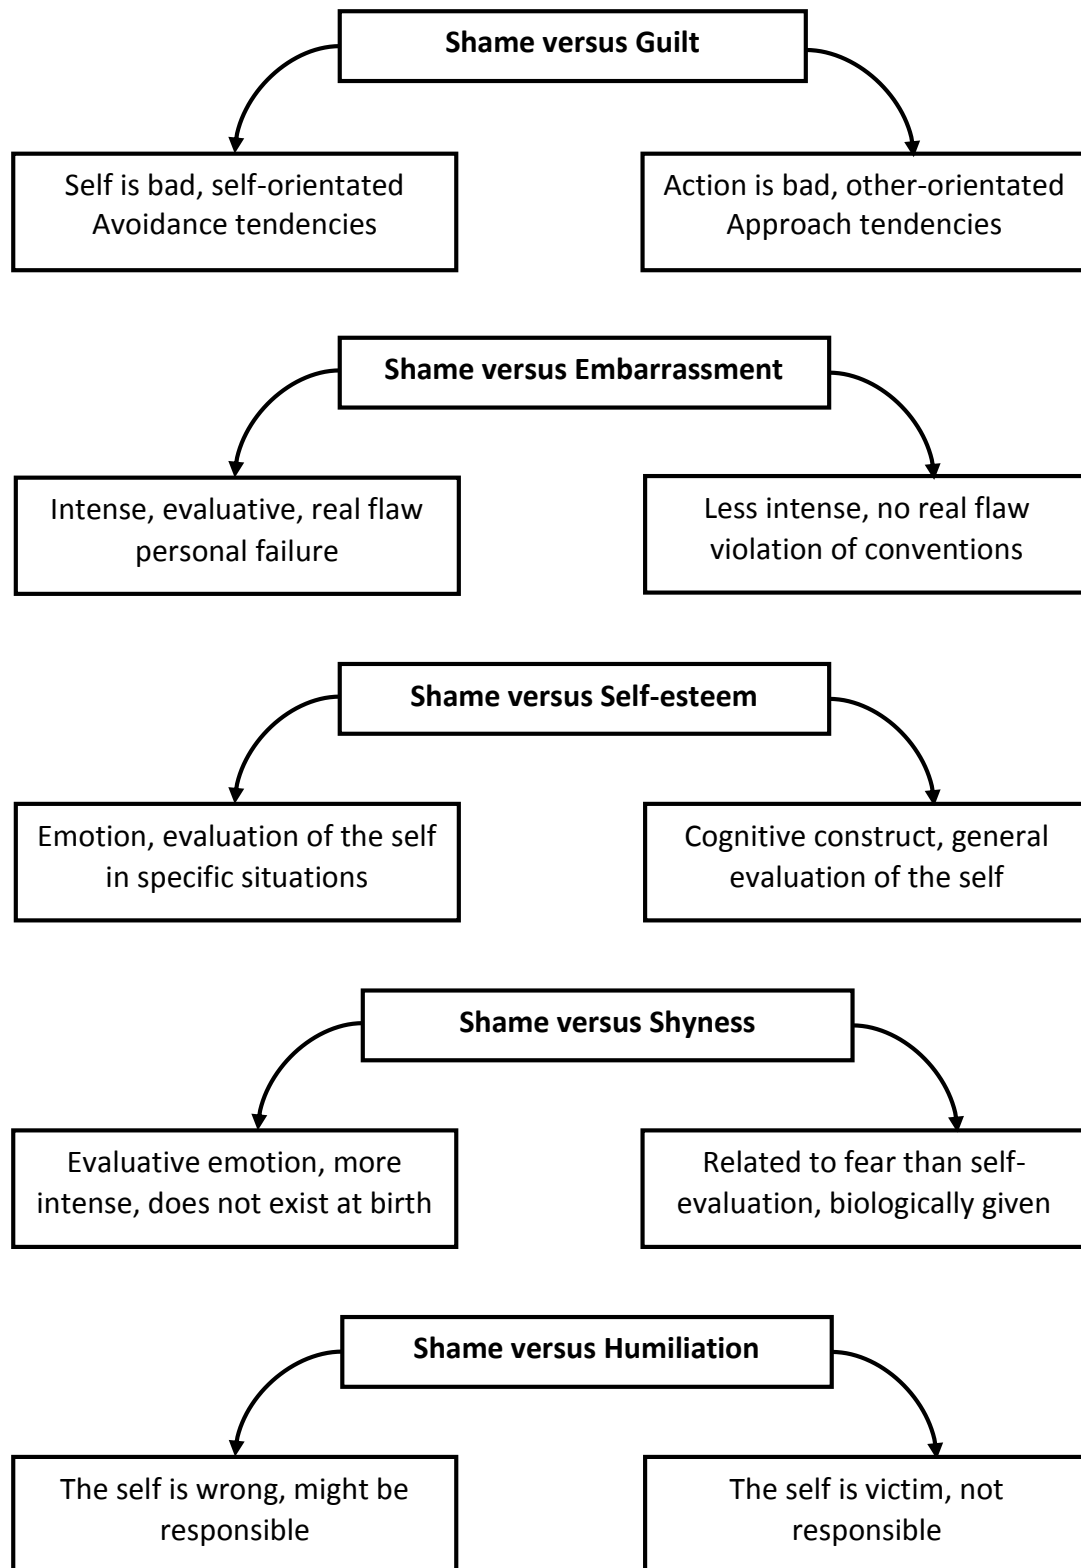 Shame versus Guilt
Self is bad, self-orientated
Avoidance tendencies
Action is bad, other-orientated
Approach tendencies
Shame versus Embarrassment
Intense, evaluative, real flaw
personal failure
Less intense, no real flaw
violation of conventions
Shame versus Self-esteem
Emotion, evaluation of the self
in specific situations
Cognitive construct, general
evaluation of the self
Shame versus Shyness
Evaluative emotion, more
intense, does not exist at birth
Related to fear than self-
evaluation, biologically given
Shame versus Humiliation
The self is wrong, might be
responsible
The self is victim, not
responsible